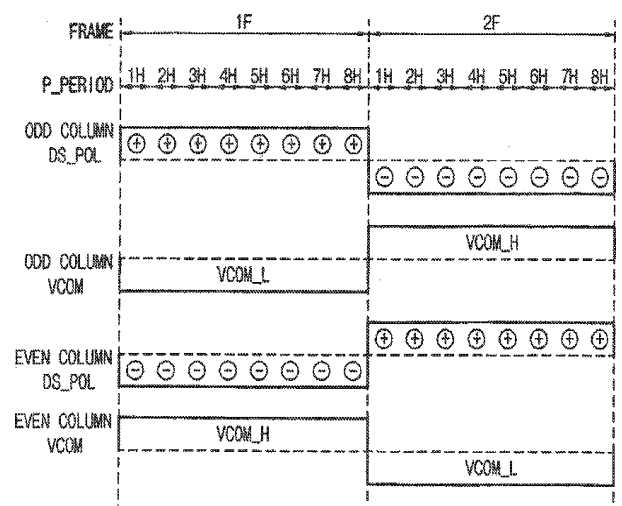 FRAME 1F 2F
P_PERIOD 1H 2H 3H 4H 5H 6H 7H 8H 1H 2H 3H 4H 5H 6H 7H 8H
ODD COLUMN
DS_POL
+ + + + + + + +
- - - - - - - -
ODD COLUMN
VCOM
VCOM_L
VCOM_H
EVEN COLUMN
DS_POL
- - - - - - - -
+ + + + + + + +
EVEN COLUMN
VCOM
VCOM_H
VCOM_L